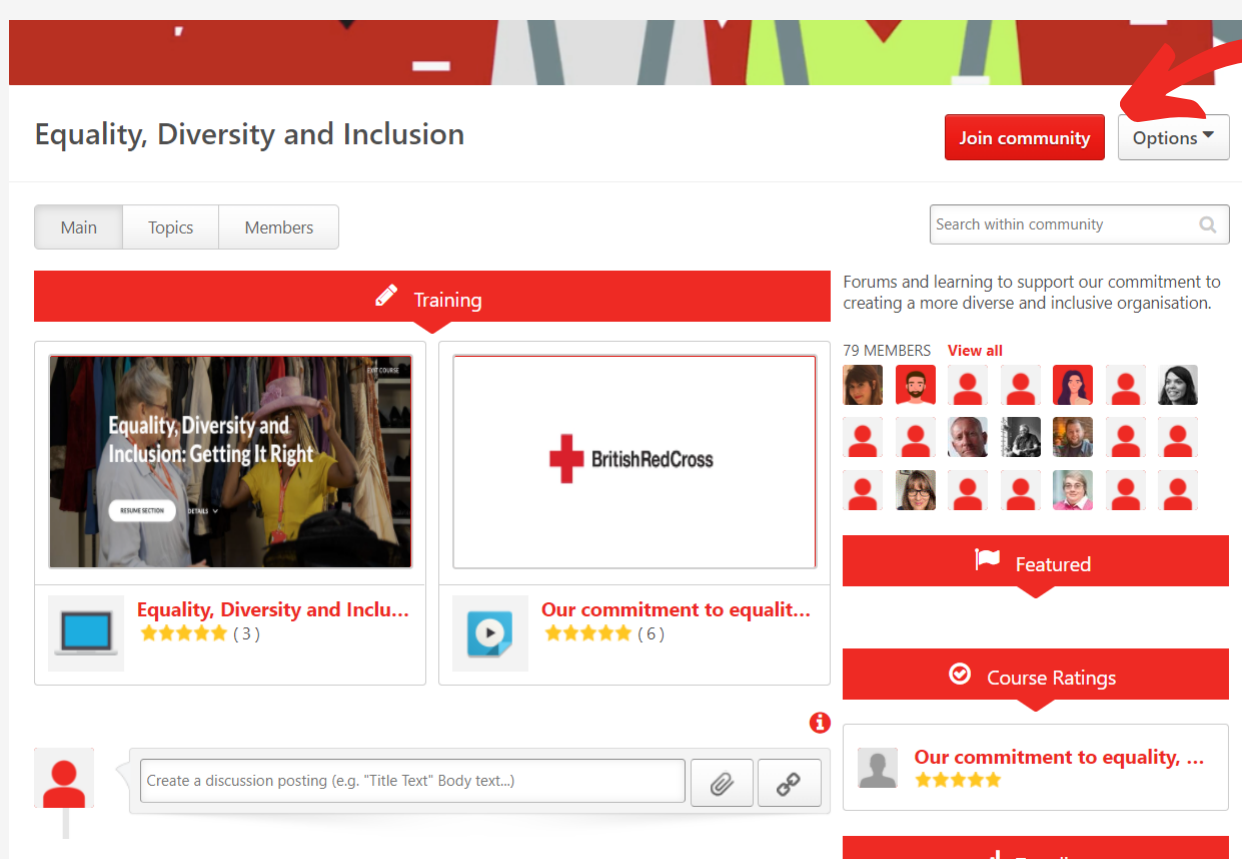 Equality, Diversity and Inclusion
Join community
Options
Main
Topics
Members
Search within community
Training
Forums and learning to support our commitment to
creating a more diverse and inclusive organisation.
79 MEMBERS View all
EXIT COURSE
Equality, Diversity and
Inclusion: Getting It Right
RESUME SECTION
DETAILS
BritishRedCross
Equality, Diversity and Inclu...
(3)
Our commitment to equalit...
(6)
Featured
Course Ratings
Our commitment to equality, ...
Create a discussion posting (e.g. "Title Text" Body text...)